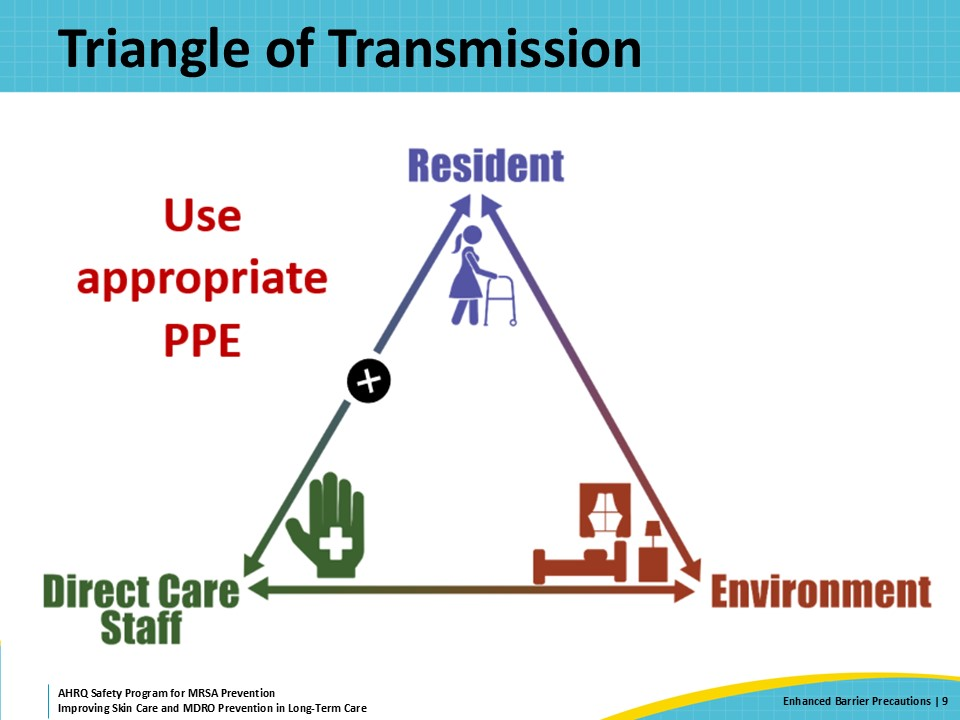 Triangle of Transmission
Resident
Use
appropriate
PPE
Direct Care
Staff
Environment
AHRQ Safety Program for MRSA Prevention
Improving Skin Care and MDRO Prevention in Long-Term Care
Enhanced Barrier Precautions | 9